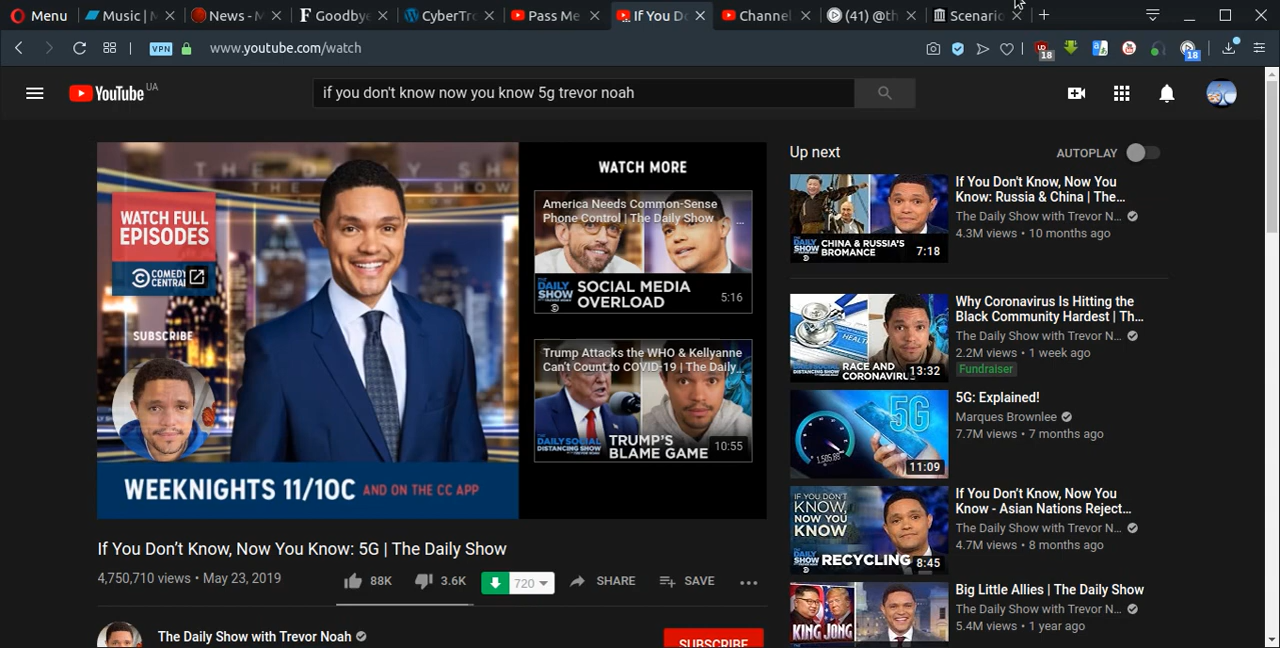 Menu
Music | M
News - M
Goodbye
CyberTro
Pass Me
If You Do
Channel
(41) @th
Scenario
VPN
www.youtube.com/watch
18
18
YouTube UA
if you don't know now you know 5g trevor noah
THE DAILY SHOW
WATCH FULL
EPISODES
COMEDY
CENTRAL
SUBSCRIBE
WEEKNIGHTS 11/10C AND ON THE CC APP
WATCH MORE
America Needs Common-Sense
Phone Control | The Daily Show
...
THE DAILY SHOW
SOCIAL MEDIA
OVERLOAD
5:16
Trump Attacks the WHO & Kellyanne
Can't Count to COVID-19 | The Daily...
TRUMP'S
BLAME GAME
10:55
If You Don't Know, Now You Know: 5G | The Daily Show
4,750,710 views • May 23, 2019
88K
3.6K
720
SHARE
SAVE
The Daily Show with Trevor Noah
SUBSCRIBE
Up next
AUTOPLAY
CHINA & RUSSIA'S
BROMANCE
7:18
If You Don't Know, Now You
Know: Russia & China | The...
The Daily Show with Trevor N...
4.3M views • 10 months ago
RACE AND
CORONAVIRUS
13:32
Why Coronavirus Is Hitting the
Black Community Hardest | Th...
The Daily Show with Trevor N...
2.2M views • 1 week ago
Fundraiser
5G
11:09
5G: Explained!
Marques Brownlee
7.7M views • 7 months ago
IF YOU DON'T
KNOW,
NOW YOU
KNOW
RECYCLING
8:45
If You Don't Know, Now You
Know - Asian Nations Reject...
The Daily Show with Trevor N...
4.7M views • 8 months ago
KING JONG
Big Little Allies | The Daily Show
The Daily Show with Trevor N...
5.4M views • 1 year ago